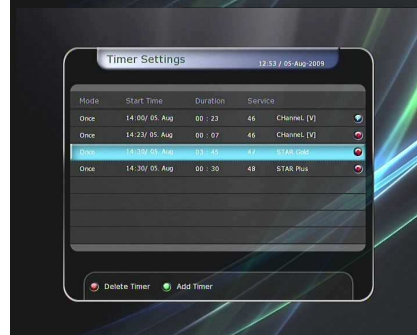 Timer Settings
12:53 / 05-Aug-2009
Mode Start Time Duration Service
Once 14:00/ 05. Aug 00 : 23 46 CHanneL [V]
Once 14:23/ 05. Aug 00 : 07 46 CHanneL [V]
Once 14:30/ 05. Aug 03 : 45 47 STAR Gold
Once 14:30/ 05. Aug 00 : 30 48 STAR Plus
Delete Timer Add Timer